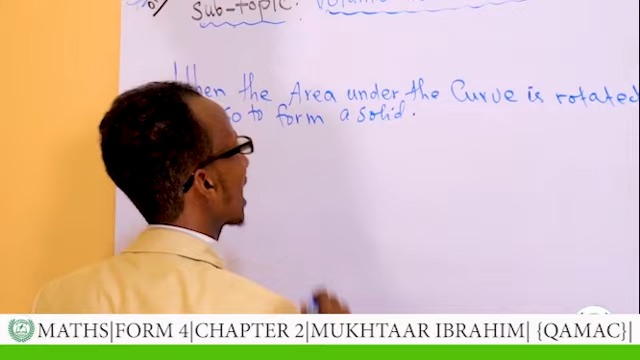 Sub-topic: Volume
When the Area under the Curve is rotated
to form a solid.
MATHS|FORM 4|CHAPTER 2|MUKHTAAR IBRAHIM| {QAMAC}|